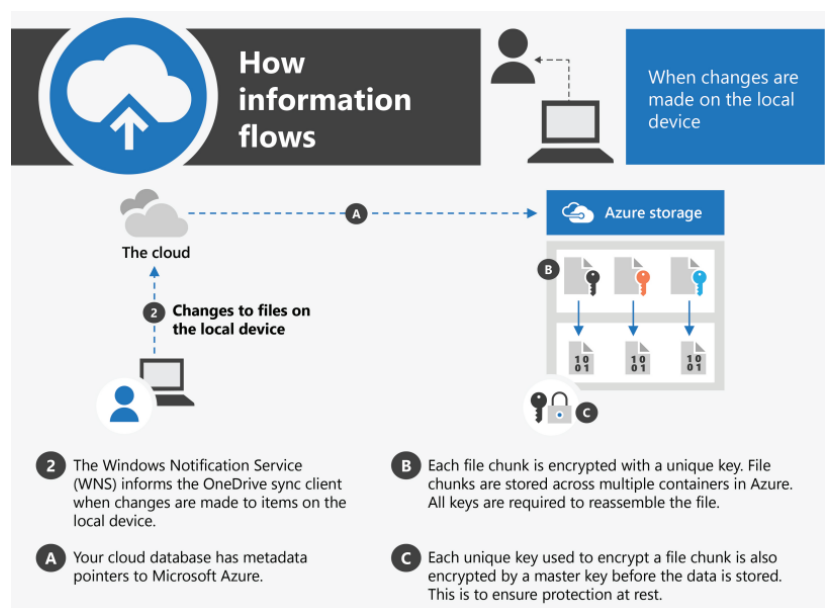 How
information
flows
When changes are
made on the local
device
The cloud
A
Azure storage
B
2
Changes to files on
the local device
10
01
10
01
10
01
C
2
The Windows Notification Service
(WNS) informs the OneDrive sync client
when changes are made to items on the
local device.
A
Your cloud database has metadata
pointers to Microsoft Azure.
B
Each file chunk is encrypted with a unique key. File
chunks are stored across multiple containers in Azure.
All keys are required to reassemble the file.
C
Each unique key used to encrypt a file chunk is also
encrypted by a master key before the data is stored.
This is to ensure protection at rest.